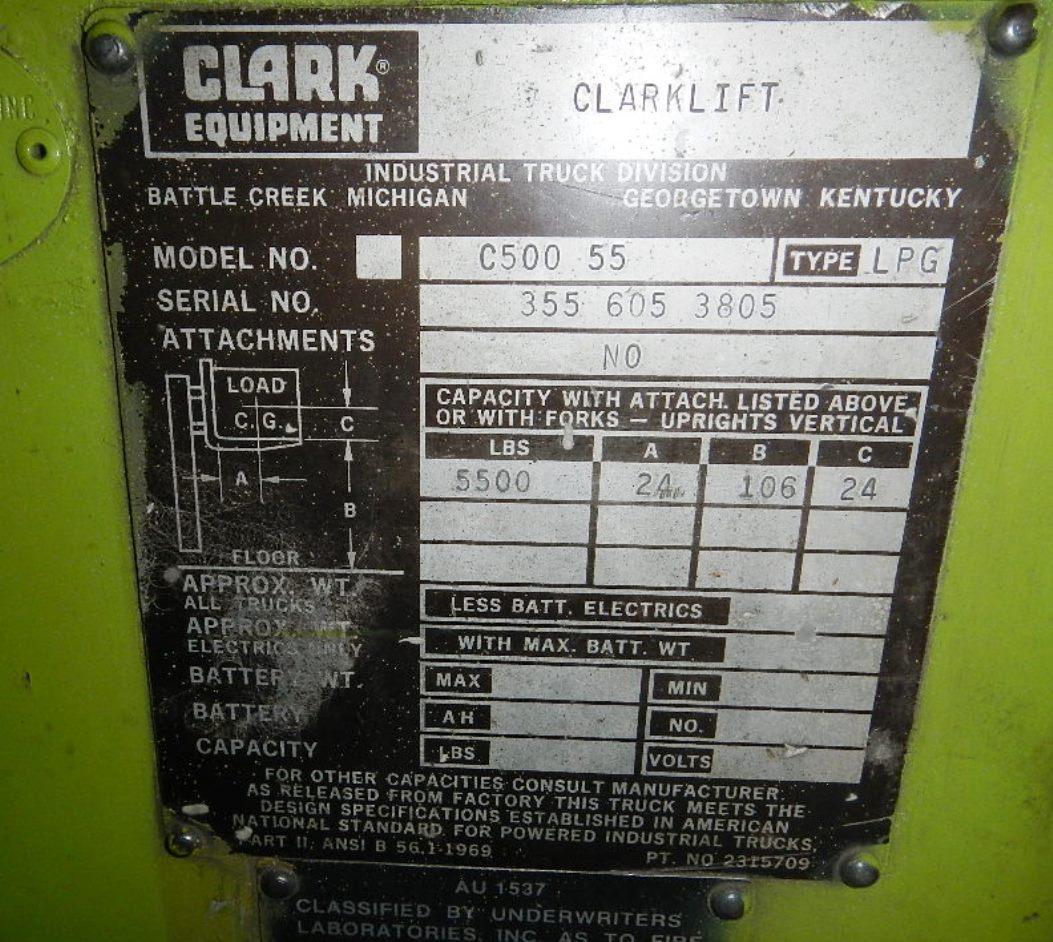 INC
CLARK®
EQUIPMENT
CLARKLIFT
INDUSTRIAL TRUCK DIVISION
BATTLE CREEK MICHIGAN GEORGETOWN KENTUCKY
MODEL NO. C500 55 TYPE LPG
SERIAL NO. 355 605 3805
ATTACHMENTS NO
LOAD
C.G.
C
A
B
FLOOR
CAPACITY WITH ATTACH. LISTED ABOVE
OR WITH FORKS — UPRIGHTS VERTICAL
LBS A B C
5500 24 106 24
APPROX. WT.
ALL TRUCKS
LESS BATT. ELECTRICS
APPROX. WT.
ELECTRICS ONLY
WITH MAX. BATT. WT
BATTERY WT. MAX MIN
BATTERY AH NO.
CAPACITY LBS VOLTS
FOR OTHER CAPACITIES CONSULT MANUFACTURER
AS RELEASED FROM FACTORY THIS TRUCK MEETS THE
DESIGN SPECIFICATIONS ESTABLISHED IN AMERICAN
NATIONAL STANDARD FOR POWERED INDUSTRIAL TRUCKS,
PART II, ANSI B 56.1-1969
PT. NO 2315709
AU 1537
CLASSIFIED BY UNDERWRITERS
LABORATORIES, INC. AS TO FIRE